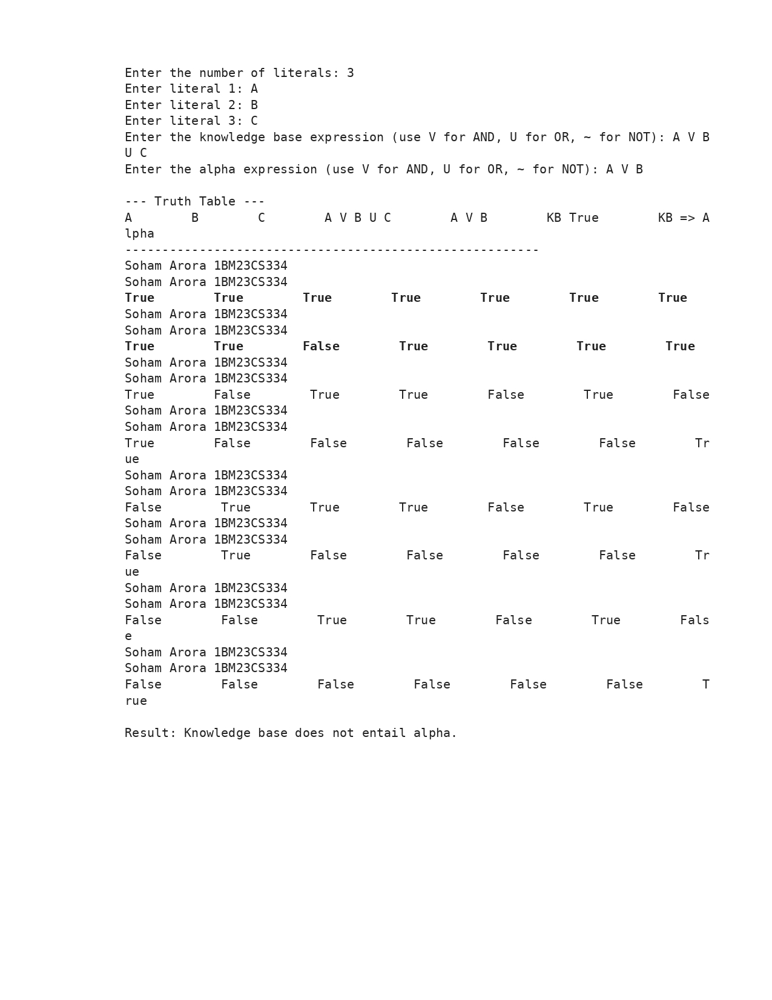 Enter the number of literals: 3
Enter literal 1: A
Enter literal 2: B
Enter literal 3: C
Enter the knowledge base expression (use V for AND, U for OR, ~ for NOT): A V B
U C
Enter the alpha expression (use V for AND, U for OR, ~ for NOT): A V B

--- Truth Table ---
A        B        C        A V B U C        A V B        KB True        KB => A
lpha
--------------------------------------------------------
Soham Arora 1BM23CS334
Soham Arora 1BM23CS334
True        True        True        True        True        True        True
Soham Arora 1BM23CS334
Soham Arora 1BM23CS334
True        True        False        True        True        True        True
Soham Arora 1BM23CS334
Soham Arora 1BM23CS334
True        False        True        True        False        True        False
Soham Arora 1BM23CS334
Soham Arora 1BM23CS334
True        False        False        False        False        False        Tr
ue
Soham Arora 1BM23CS334
Soham Arora 1BM23CS334
False        True        True        True        False        True        False
Soham Arora 1BM23CS334
Soham Arora 1BM23CS334
False        True        False        False        False        False        Tr
ue
Soham Arora 1BM23CS334
Soham Arora 1BM23CS334
False        False        True        True        False        True        Fals
e
Soham Arora 1BM23CS334
Soham Arora 1BM23CS334
False        False        False        False        False        False        T
rue

Result: Knowledge base does not entail alpha.